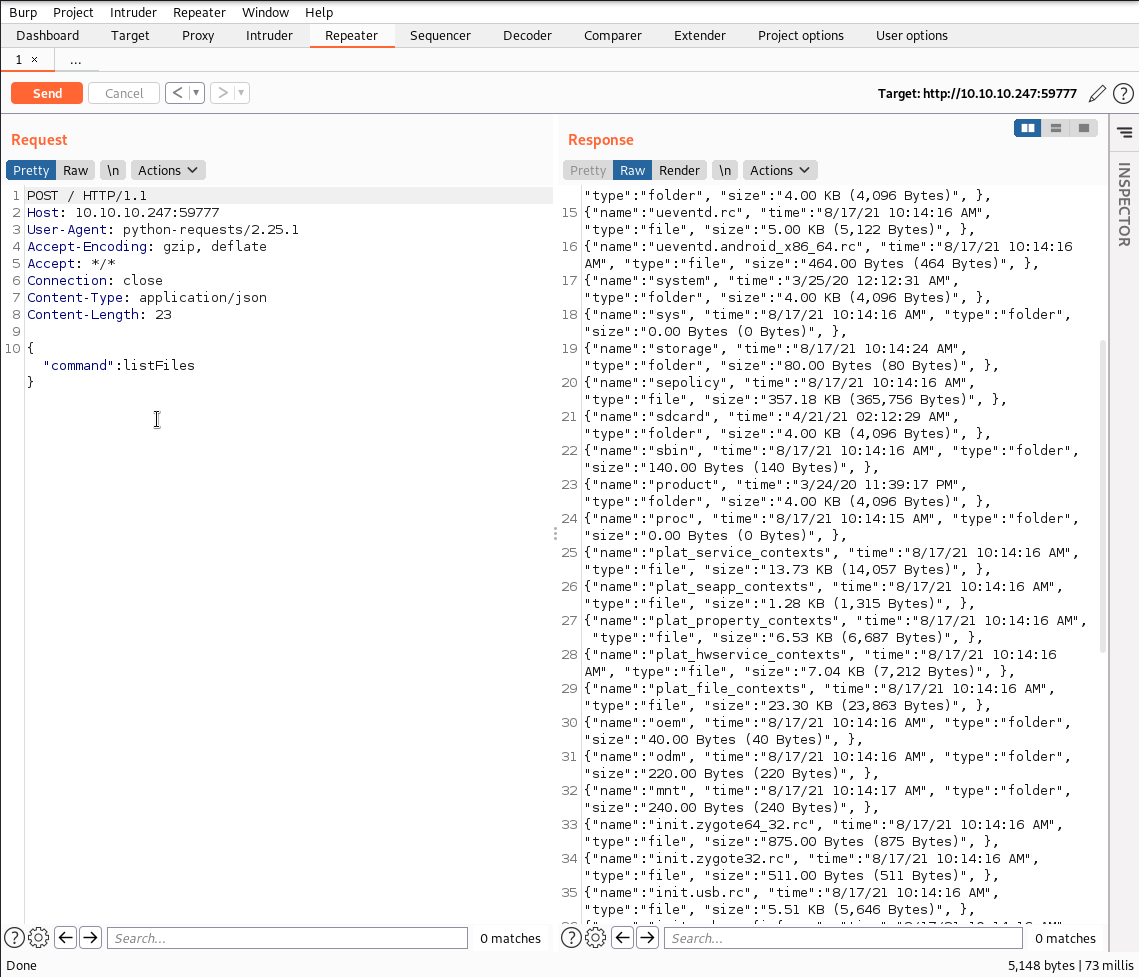 Burp Project Intruder Repeater Window Help
Dashboard Target Proxy Intruder Repeater Sequencer Decoder Comparer Extender Project options User options
1 × ...
Send Cancel < >
Target: http://10.10.10.247:59777
Request
Pretty Raw \n Actions
1 POST / HTTP/1.1
2 Host: 10.10.10.247:59777
3 User-Agent: python-requests/2.25.1
4 Accept-Encoding: gzip, deflate
5 Accept: */*
6 Connection: close
7 Content-Type: application/json
8 Content-Length: 23
9
10 {
"command":listFiles
}
Response
Pretty Raw Render \n Actions
"type":"folder", "size":"4.00 KB (4,096 Bytes)", },
15 {"name":"ueventd.rc", "time":"8/17/21 10:14:16 AM",
"type":"file", "size":"5.00 KB (5,122 Bytes)", },
16 {"name":"ueventd.android_x86_64.rc", "time":"8/17/21 10:14:16
AM", "type":"file", "size":"464.00 Bytes (464 Bytes)", },
17 {"name":"system", "time":"3/25/20 12:12:31 AM",
"type":"folder", "size":"4.00 KB (4,096 Bytes)", },
18 {"name":"sys", "time":"8/17/21 10:14:16 AM", "type":"folder",
"size":"0.00 Bytes (0 Bytes)", },
19 {"name":"storage", "time":"8/17/21 10:14:24 AM",
"type":"folder", "size":"80.00 Bytes (80 Bytes)", },
20 {"name":"sepolicy", "time":"8/17/21 10:14:16 AM",
"type":"file", "size":"357.18 KB (365,756 Bytes)", },
21 {"name":"sdcard", "time":"4/21/21 02:12:29 AM",
"type":"folder", "size":"4.00 KB (4,096 Bytes)", },
22 {"name":"sbin", "time":"8/17/21 10:14:16 AM", "type":"folder",
"size":"140.00 Bytes (140 Bytes)", },
23 {"name":"product", "time":"3/24/20 11:39:17 PM",
"type":"folder", "size":"4.00 KB (4,096 Bytes)", },
24 {"name":"proc", "time":"8/17/21 10:14:15 AM", "type":"folder",
"size":"0.00 Bytes (0 Bytes)", },
25 {"name":"plat_service_contexts", "time":"8/17/21 10:14:16 AM",
"type":"file", "size":"13.73 KB (14,057 Bytes)", },
26 {"name":"plat_seapp_contexts", "time":"8/17/21 10:14:16 AM",
"type":"file", "size":"1.28 KB (1,315 Bytes)", },
27 {"name":"plat_property_contexts", "time":"8/17/21 10:14:16 AM",
"type":"file", "size":"6.53 KB (6,687 Bytes)", },
28 {"name":"plat_hwservice_contexts", "time":"8/17/21 10:14:16
AM", "type":"file", "size":"7.04 KB (7,212 Bytes)", },
29 {"name":"plat_file_contexts", "time":"8/17/21 10:14:16 AM",
"type":"file", "size":"23.30 KB (23,863 Bytes)", },
30 {"name":"oem", "time":"8/17/21 10:14:16 AM", "type":"folder",
"size":"40.00 Bytes (40 Bytes)", },
31 {"name":"odm", "time":"8/17/21 10:14:16 AM", "type":"folder",
"size":"220.00 Bytes (220 Bytes)", },
32 {"name":"mnt", "time":"8/17/21 10:14:17 AM", "type":"folder",
"size":"240.00 Bytes (240 Bytes)", },
33 {"name":"init.zygote64_32.rc", "time":"8/17/21 10:14:16 AM",
"type":"file", "size":"875.00 Bytes (875 Bytes)", },
34 {"name":"init.zygote32.rc", "time":"8/17/21 10:14:16 AM",
"type":"file", "size":"511.00 Bytes (511 Bytes)", },
35 {"name":"init.usb.rc", "time":"8/17/21 10:14:16 AM",
"type":"file", "size":"5.51 KB (5,646 Bytes)", },
INSPECTOR
Search... 0 matches
Search... 0 matches
Done
5,148 bytes | 73 millis